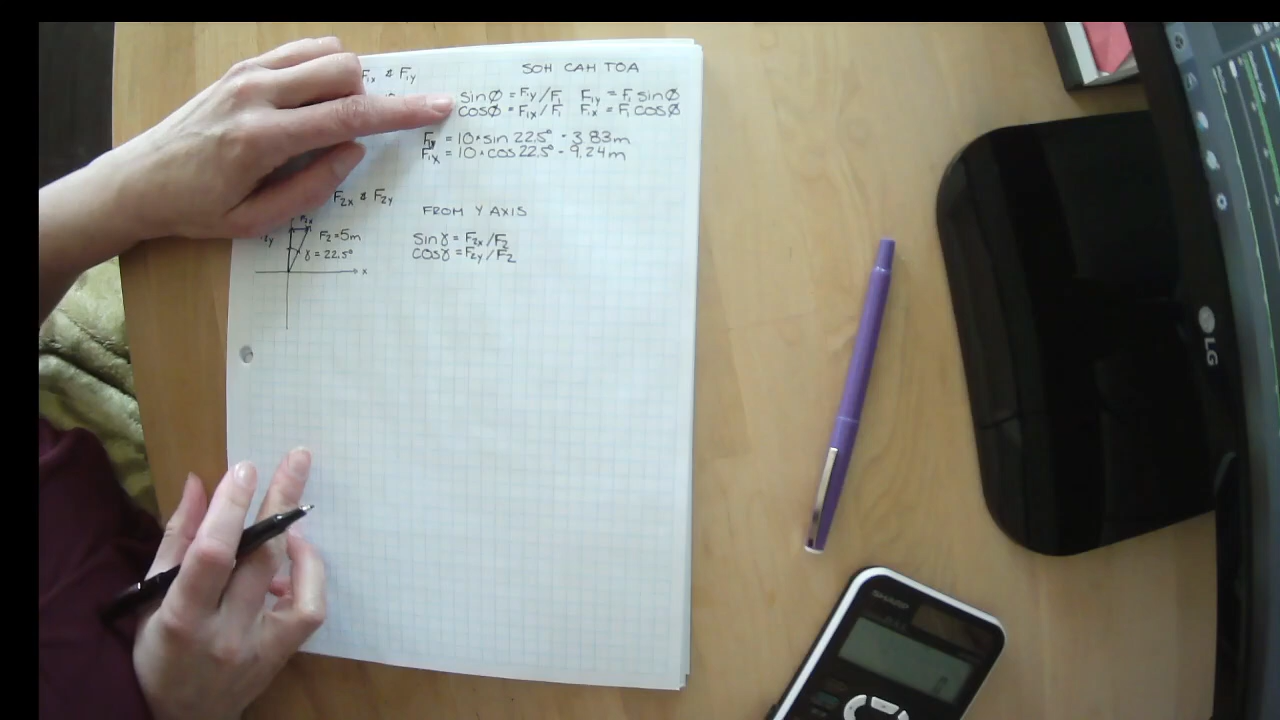 F1x & F1y
SOH CAH TOA
sinØ = F1y/F1 F1y = F1 sinØ
cosØ = F1x/F1 F1x = F1 cosØ
F1y = 10 * sin 22.5° = 3.83m
F1x = 10 * cos 22.5° = 9.24m
F2x & F2y
FROM Y AXIS
F2x
F2=5m
γ = 22.5°
x
sinγ = F2x/F2
cosγ = F2y/F2
LG
SHARP